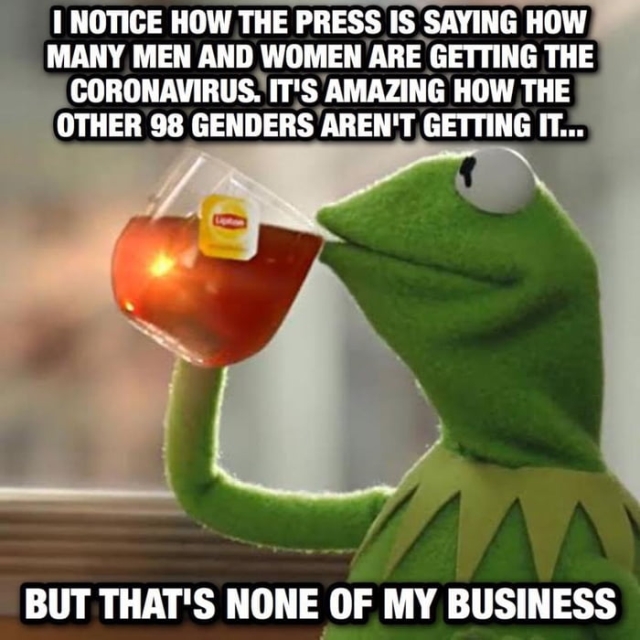 I NOTICE HOW THE PRESS IS SAYING HOW
MANY MEN AND WOMEN ARE GETTING THE
CORONAVIRUS. IT'S AMAZING HOW THE
OTHER 98 GENDERS AREN'T GETTING IT...
Lipton
BUT THAT'S NONE OF MY BUSINESS